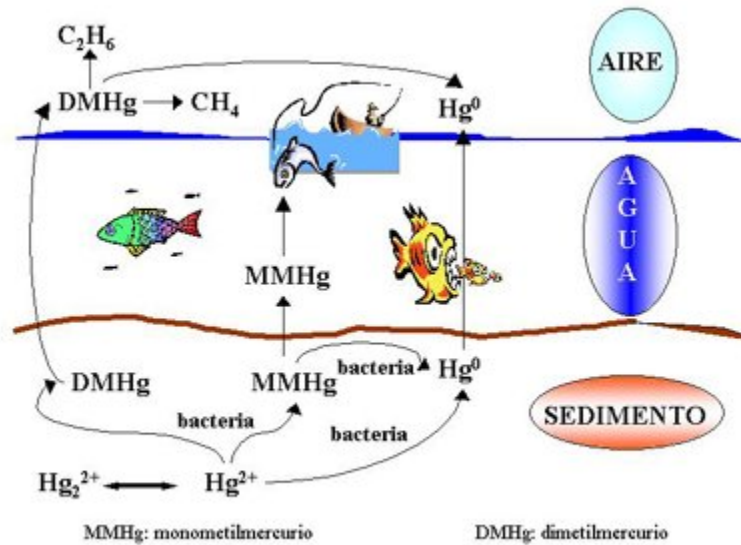 C₂H₆
DMHg
CH₄
Hg⁰
AIRE
AGUA
MMHg
DMHg
MMHg
bacteria
Hg⁰
bacteria
bacteria
SEDIMENTO
Hg₂²⁺
Hg²⁺
MMHg: monometilmercurio
DMHg: dimetilmercurio